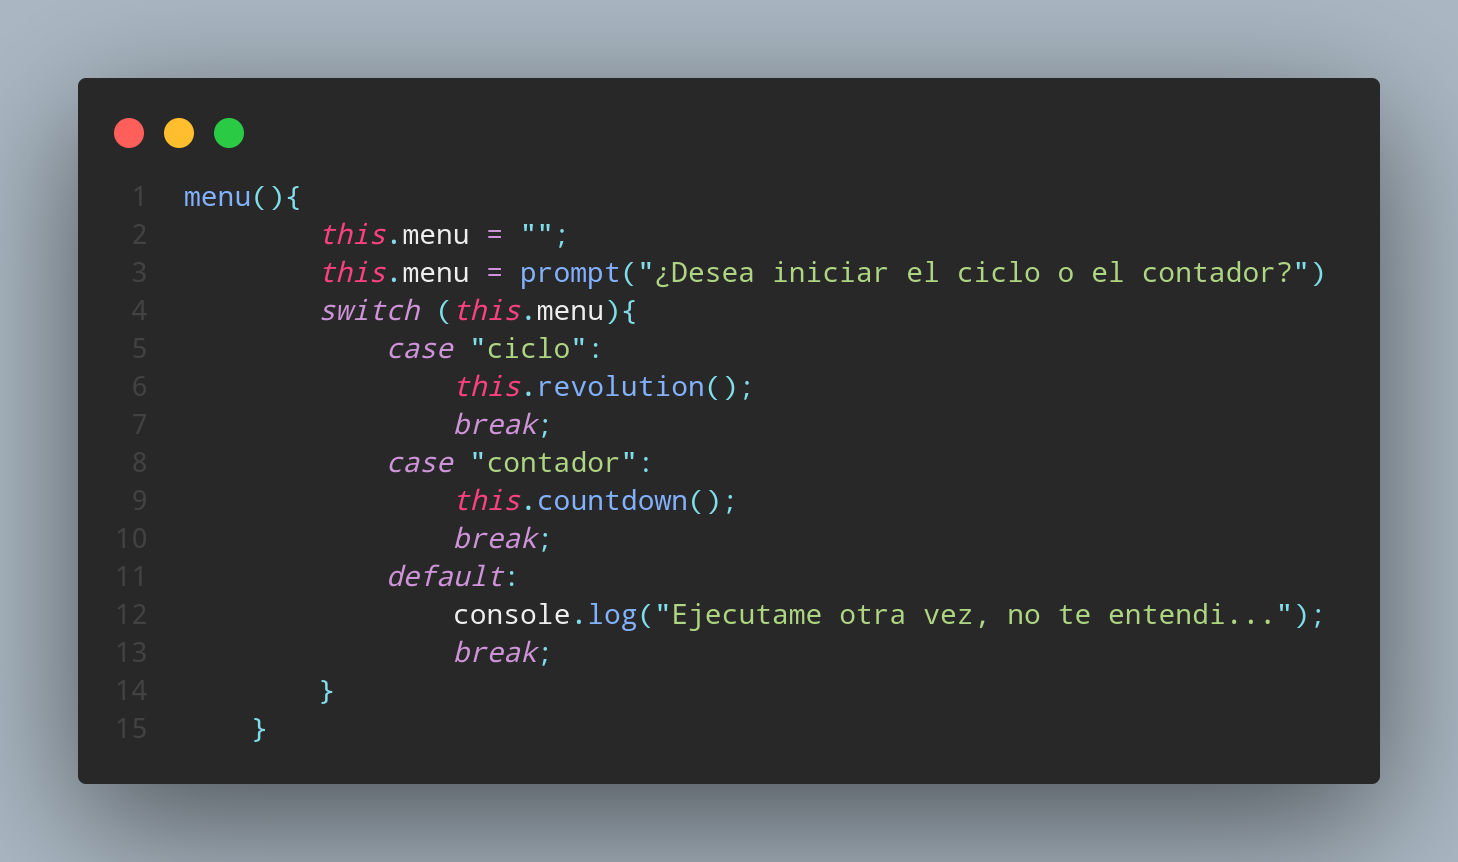 1 menu(){
2 this.menu = "";
3 this.menu = prompt("¿Desea iniciar el ciclo o el contador?")
4 switch (this.menu){
5 case "ciclo":
6 this.revolution();
7 break;
8 case "contador":
9 this.countdown();
10 break;
11 default:
12 console.log("Ejecutame otra vez, no te entendi...");
13 break;
14 }
15 }